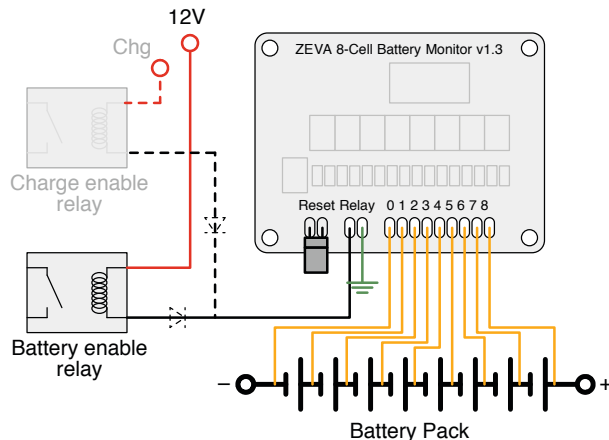 12V
Chg
ZEVA 8-Cell Battery Monitor v1.3
Charge enable
relay
Reset Relay 0 1 2 3 4 5 6 7 8
Battery enable
relay
− +
Battery Pack